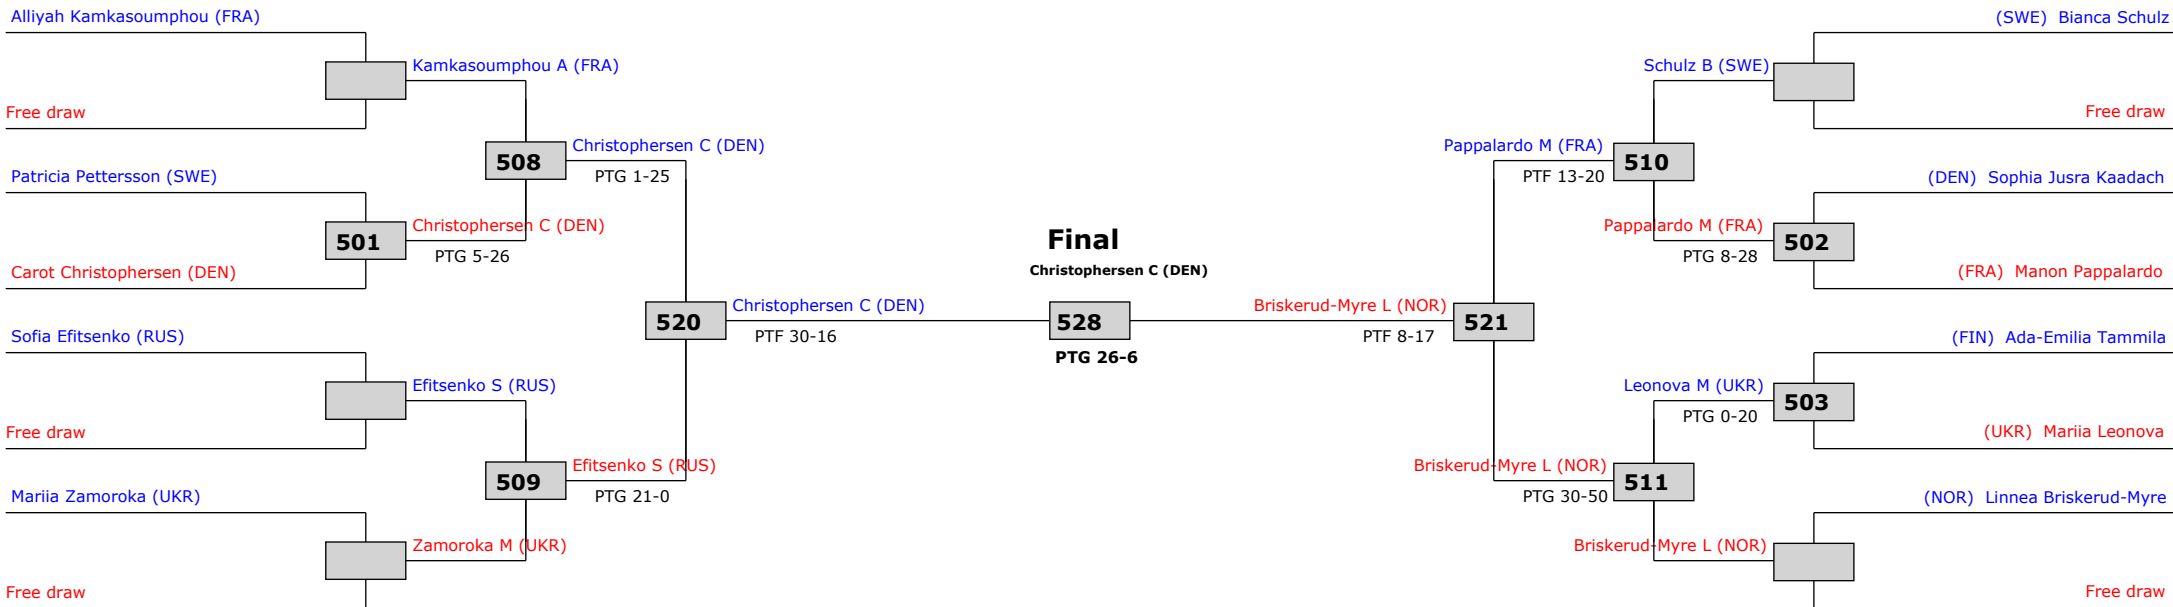 Alliyah Kamkasoumphou (FRA)
(SWE) Bianca Schulz
Kamkasoumphou A (FRA)
Schulz B (SWE)
Free draw
Free draw
508
Christophersen C (DEN)
PTG 1-25
Pappalardo M (FRA)
PTF 13-20
510
Patricia Pettersson (SWE)
(DEN) Sophia Jusra Kaadach
501
Christophersen C (DEN)
PTG 5-26
Pappalardo M (FRA)
PTG 8-28
502
Carot Christophersen (DEN)
(FRA) Manon Pappalardo
Final
Christophersen C (DEN)
520
Christophersen C (DEN)
PTF 30-16
528
PTG 26-6
Briskerud-Myre L (NOR)
PTF 8-17
521
Sofia Efitsenko (RUS)
(FIN) Ada-Emilia Tammila
Efitsenko S (RUS)
Leonova M (UKR)
PTG 0-20
503
Free draw
(UKR) Mariia Leonova
509
Efitsenko S (RUS)
PTG 21-0
Briskerud-Myre L (NOR)
PTG 30-50
511
Mariia Zamoroka (UKR)
(NOR) Linnea Briskerud-Myre
Zamoroka M (UKR)
Briskerud-Myre L (NOR)
Free draw
Free draw